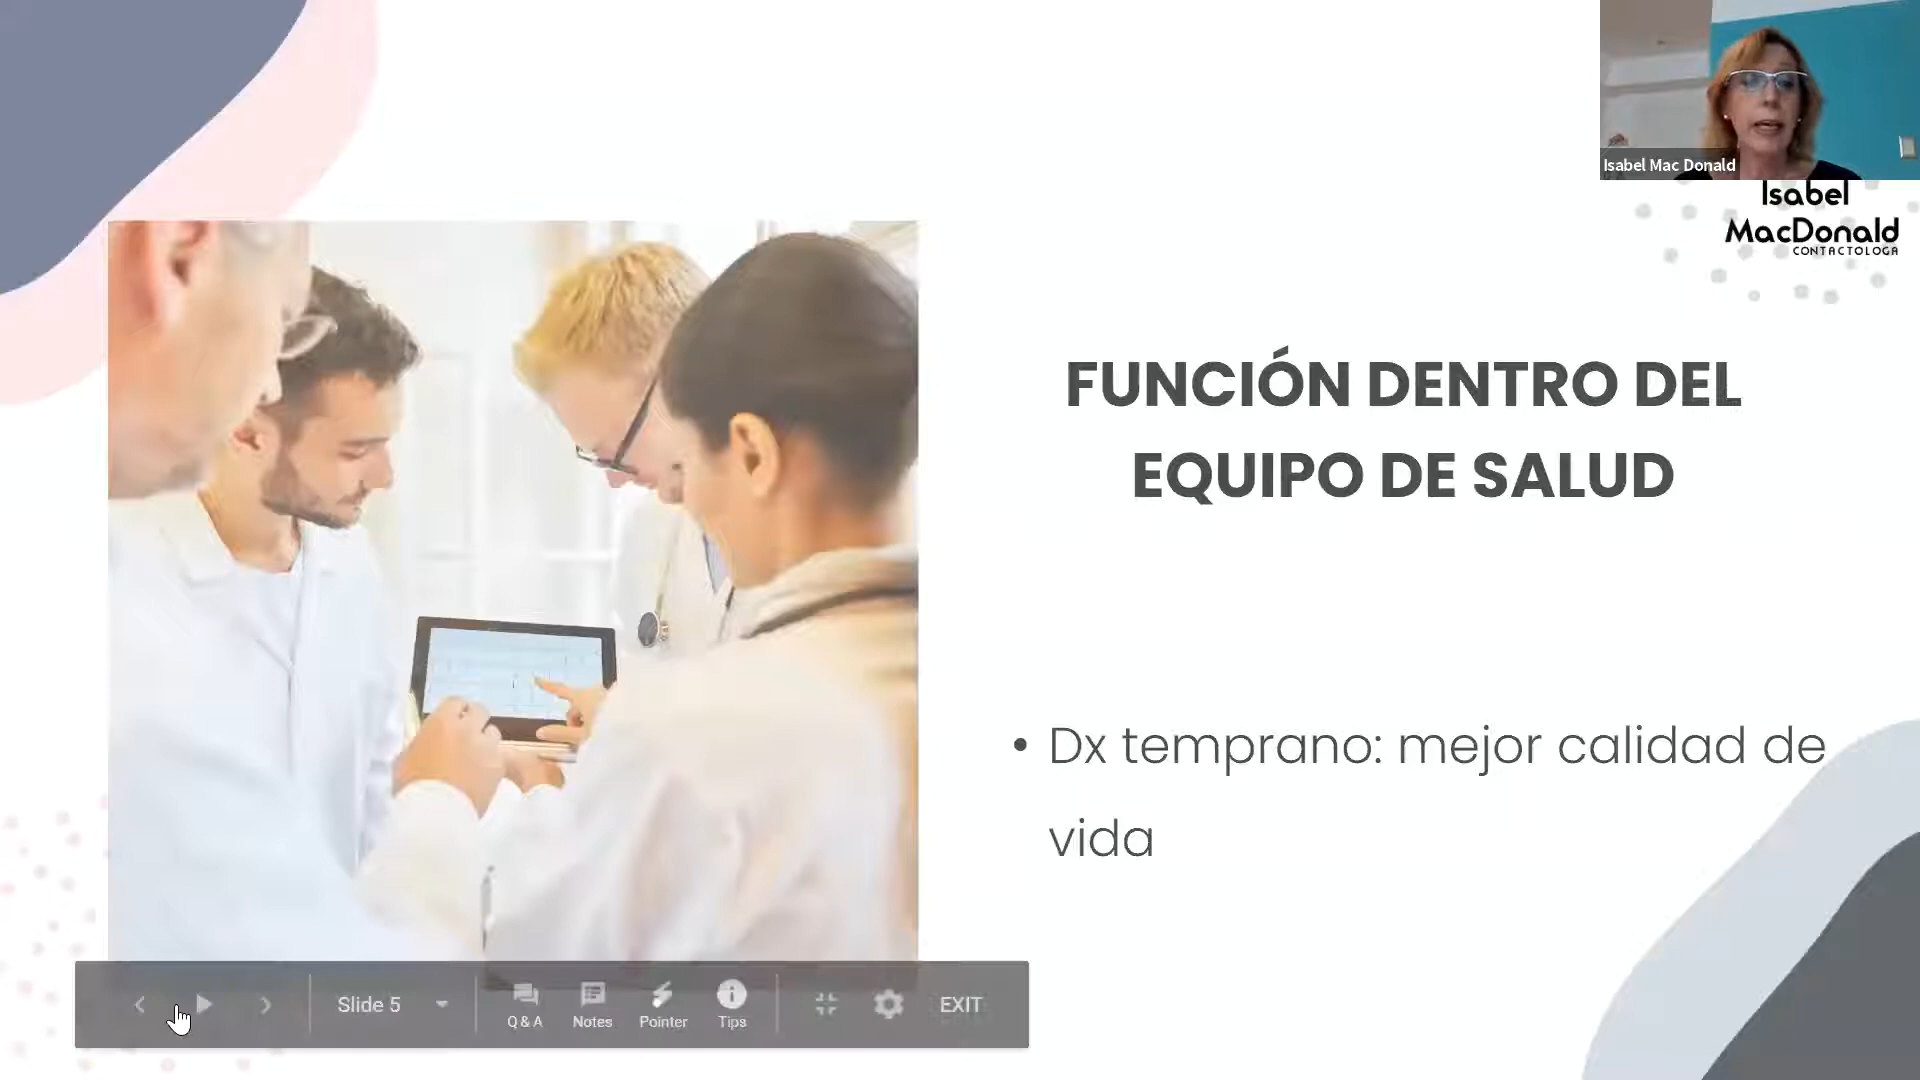 Isabel Mac Donald
Isabel
MacDonald
CONTACTOLOGA
FUNCIÓN DENTRO DEL
EQUIPO DE SALUD
• Dx temprano: mejor calidad de
vida
Slide 5
Q & A
Notes
Pointer
Tips
EXIT